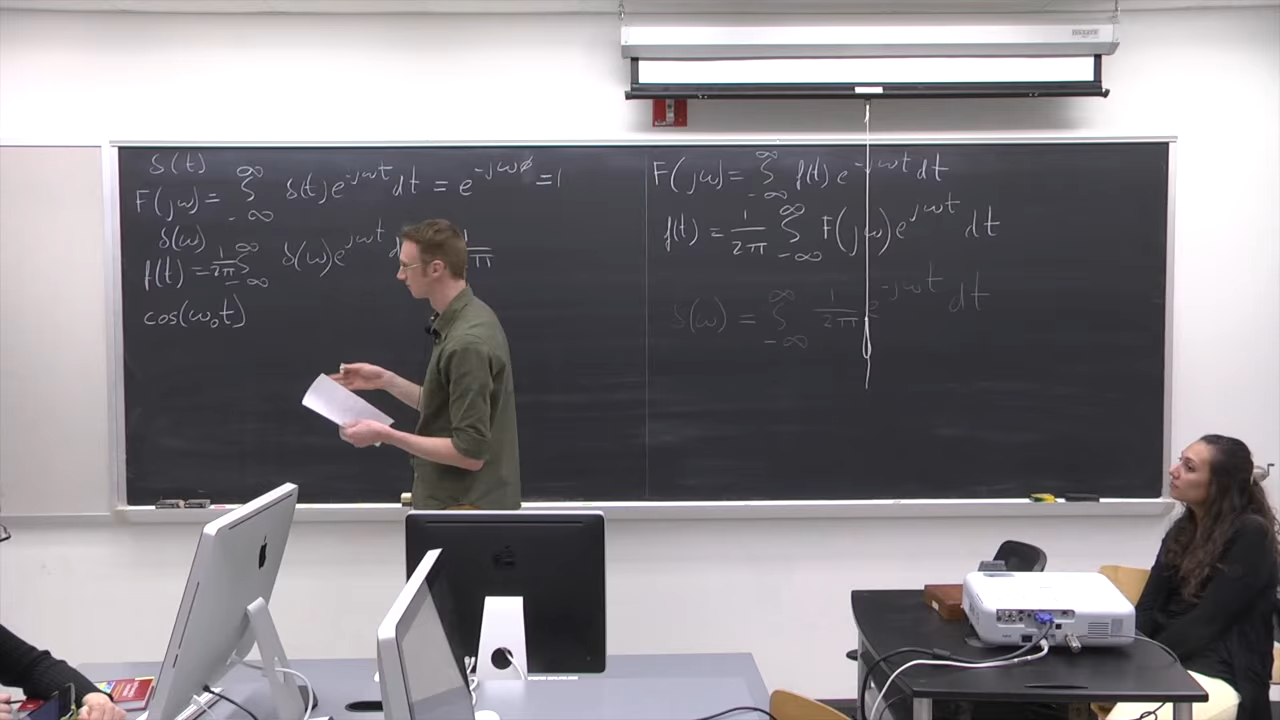 δ(t)
F(jω) = ∫_{-∞}^{∞} δ(t) e^{-jωt} dt = e^{-jω0} = 1
δ(ω)
f(t) = 1/2π ∫_{-∞}^{∞} δ(ω) e^{jωt} d
cos(ω₀t)
F(jω) = ∫_{-∞}^{∞} f(t) e^{-jωt} dt
f(t) = 1/2π ∫_{-∞}^{∞} F(jω) e^{jωt} dt
δ(ω) = ∫_{-∞}^{∞} 1/2π e^{-jωt} dt